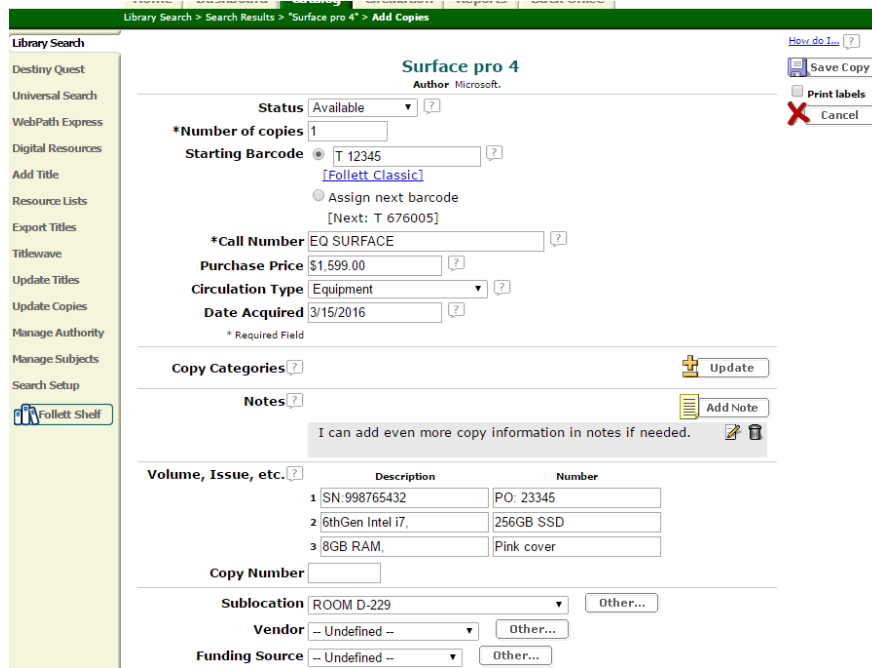 Home Dashboard Catalog Circulation Reports Back Office
Library Search > Search Results > "Surface pro 4" > Add Copies
Library Search
How do I... ?
Destiny Quest
Universal Search
WebPath Express
Digital Resources
Add Title
Resource Lists
Export Titles
Titlewave
Update Titles
Update Copies
Manage Authority
Manage Subjects
Search Setup
Follett Shelf
Surface pro 4
Author Microsoft.
Save Copy
Print labels
Cancel
Status Available ?
*Number of copies 1
Starting Barcode T 12345 ?
[Follett Classic]
Assign next barcode
[Next: T 676005]
*Call Number EQ SURFACE ?
Purchase Price $1,599.00 ?
Circulation Type Equipment ?
Date Acquired 3/15/2016 ?
* Required Field
Copy Categories ? Update
Notes ? Add Note
I can add even more copy information in notes if needed.
Volume, Issue, etc. ? Description Number
1 SN:998765432 PO: 23345
2 6thGen Intel i7, 256GB SSD
3 8GB RAM, Pink cover
Copy Number
Sublocation ROOM D-229 Other...
Vendor -- Undefined -- Other...
Funding Source -- Undefined -- Other...